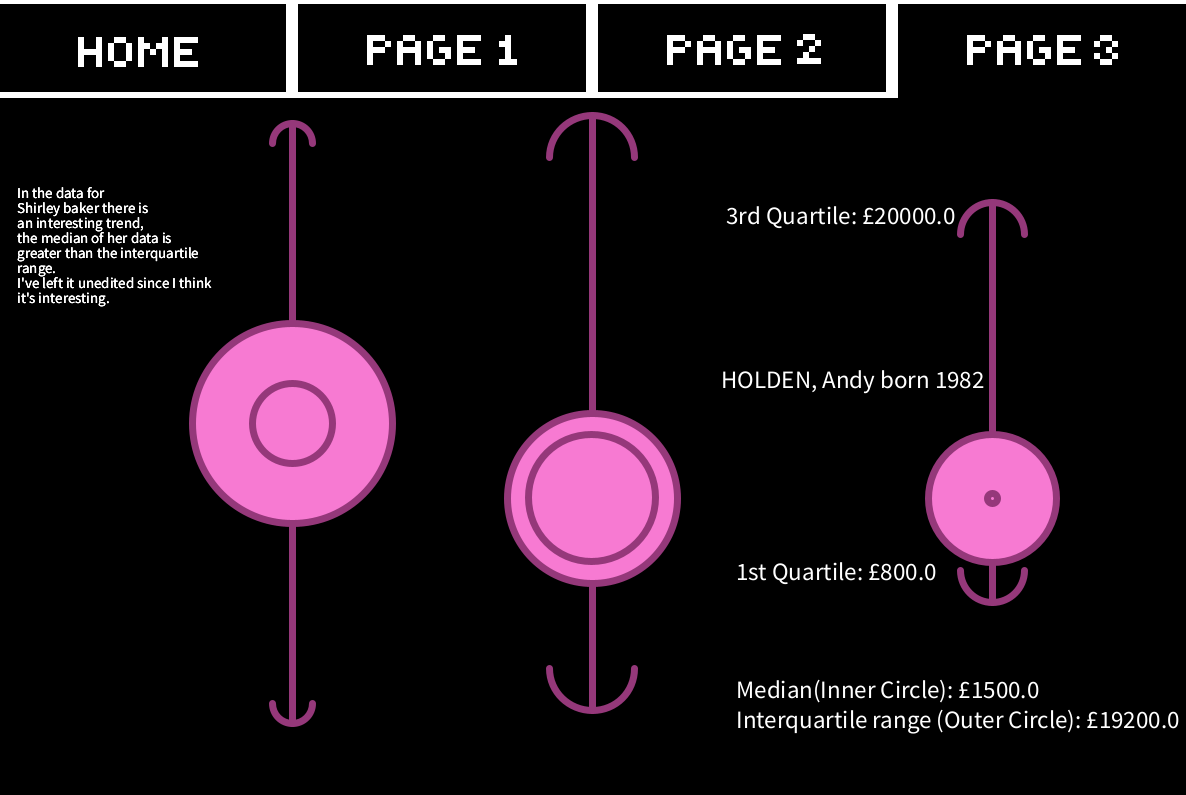 HOME
PAGE 1
PAGE 2
PAGE 3
In the data for
Shirley baker there is
an interesting trend,
the median of her data is
greater than the interquartile
range.
I've left it unedited since I think
it's interesting.
3rd Quartile: £20000.0
HOLDEN, Andy born 1982
1st Quartile: £800.0
Median(Inner Circle): £1500.0
Interquartile range (Outer Circle): £19200.0